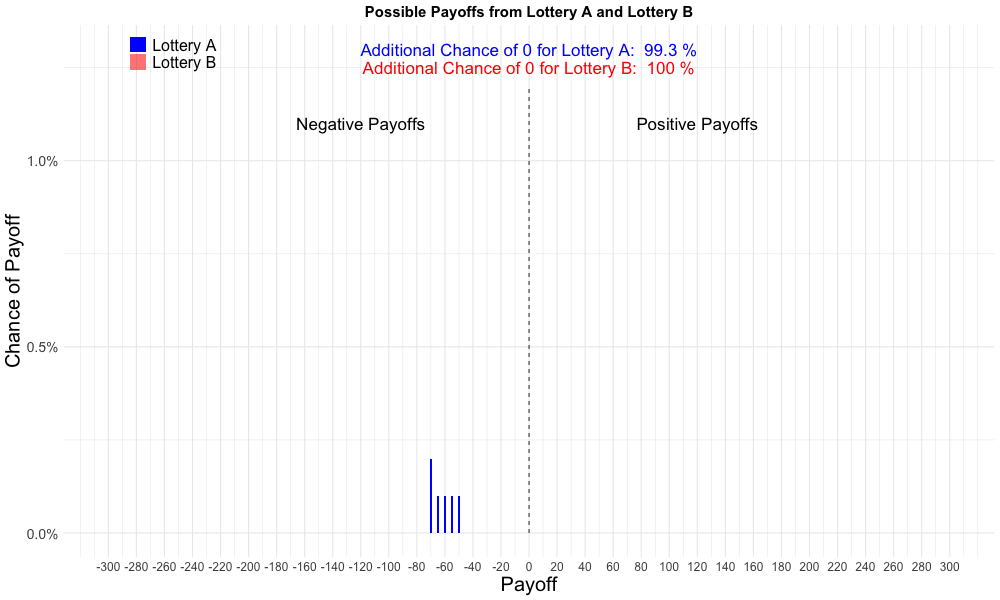 Possible Payoffs from Lottery A and Lottery B
Lottery A
Lottery B
Additional Chance of 0 for Lottery A:  99.3 %
Additional Chance of 0 for Lottery B:  100 %
Negative Payoffs
Positive Payoffs
Chance of Payoff
1.0%
0.5%
0.0%
-300 -280 -260 -240 -220 -200 -180 -160 -140 -120 -100 -80 -60 -40 -20 0 20 40 60 80 100 120 140 160 180 200 220 240 260 280 300
Payoff